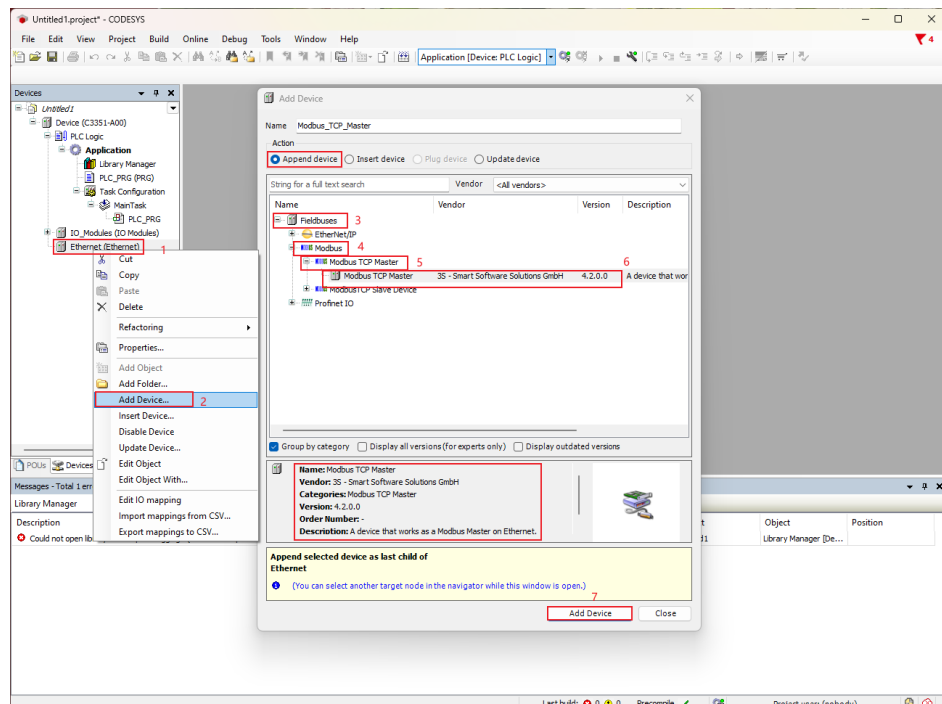 Untitled1.project* - CODESYS
File Edit View Project Build Online Debug Tools Window Help
4
Application [Device: PLC Logic]
Devices
Untitled1
Device (C3351-A00)
PLC Logic
Application
Library Manager
PLC_PRG (PRG)
Task Configuration
MainTask
PLC_PRG
IO_Modules (IO Modules)
Ethernet (Ethernet) 1
Cut
Copy
Paste
Delete
Refactoring
Properties...
Add Object
Add Folder...
Add Device... 2
Insert Device...
Disable Device
Update Device...
Edit Object
Edit Object With...
Edit IO mapping
Import mappings from CSV...
Export mappings to CSV...
POUs Devices
Messages - Total 1 err
Library Manager
Description
Could not open lib
Add Device
Name Modbus_TCP_Master
Action
Append device Insert device Plug device Update device
String for a full text search Vendor <All vendors>
Name Vendor Version Description
Fieldbuses 3
EtherNet/IP
Modbus 4
Modbus TCP Master 5 6
Modbus TCP Master 3S - Smart Software Solutions GmbH 4.2.0.0 A device that wor
ModbusTCP Slave Device
Profinet IO
Group by category Display all versions (for experts only) Display outdated versions
Name: Modbus TCP Master
Vendor: 3S - Smart Software Solutions GmbH
Categories: Modbus TCP Master
Version: 4.2.0.0
Order Number: -
Description: A device that works as a Modbus Master on Ethernet.
Append selected device as last child of
Ethernet
(You can select another target node in the navigator while this window is open.)
7
Add Device Close
t Object Position
d1 Library Manager [De...
Last build: 0 0 Precompile Project user: (nobody)